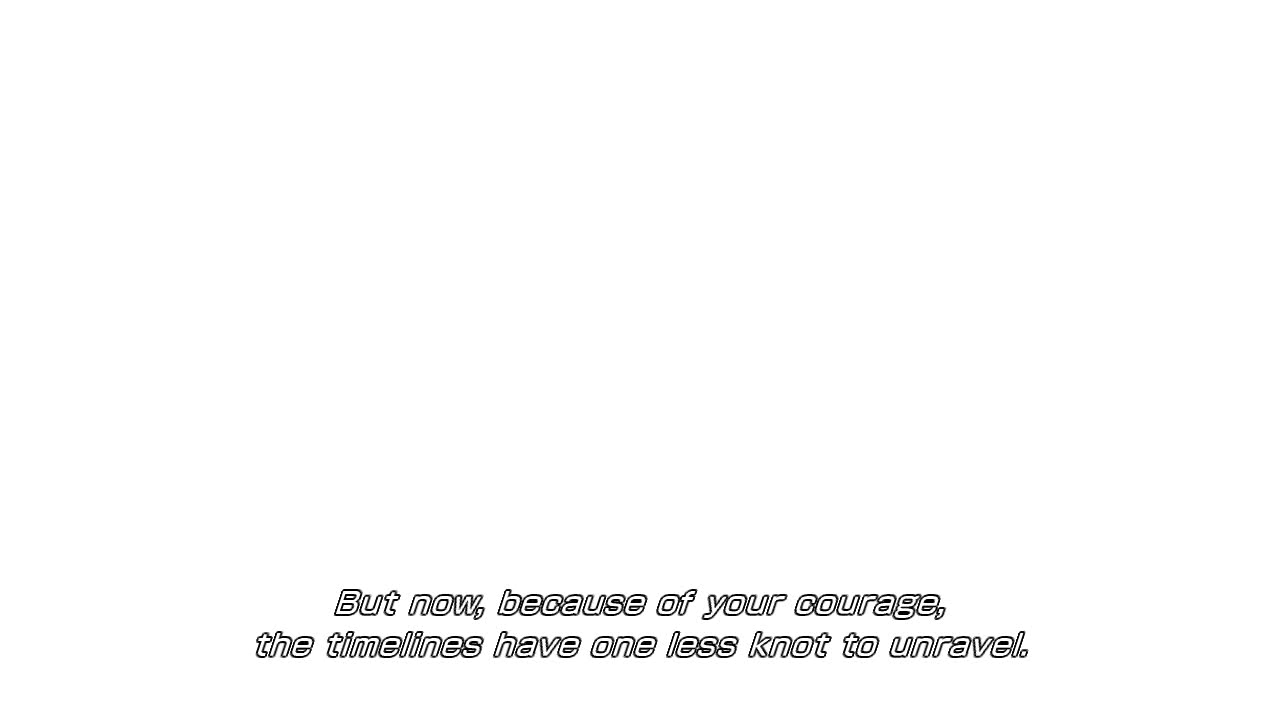 But now, because of your courage,
the timelines have one less knot to unravel.